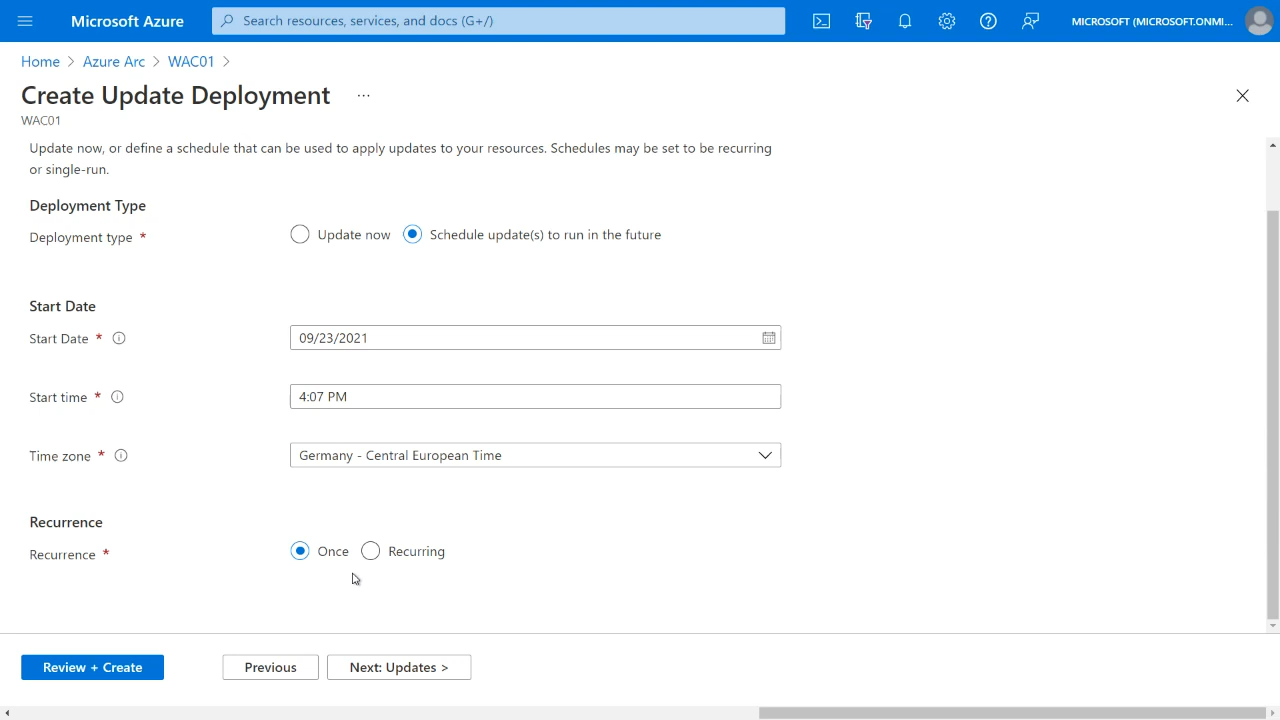 Microsoft Azure
Search resources, services, and docs (G+/)
MICROSOFT (MICROSOFT.ONMI...
Home > Azure Arc > WAC01 >
Create Update Deployment ...
WAC01
Update now, or define a schedule that can be used to apply updates to your resources. Schedules may be set to be recurring
or single-run.
Deployment Type
Deployment type * Update now Schedule update(s) to run in the future
Start Date
Start Date * 09/23/2021
Start time * 4:07 PM
Time zone * Germany - Central European Time
Recurrence
Recurrence * Once Recurring
Review + Create Previous Next: Updates >